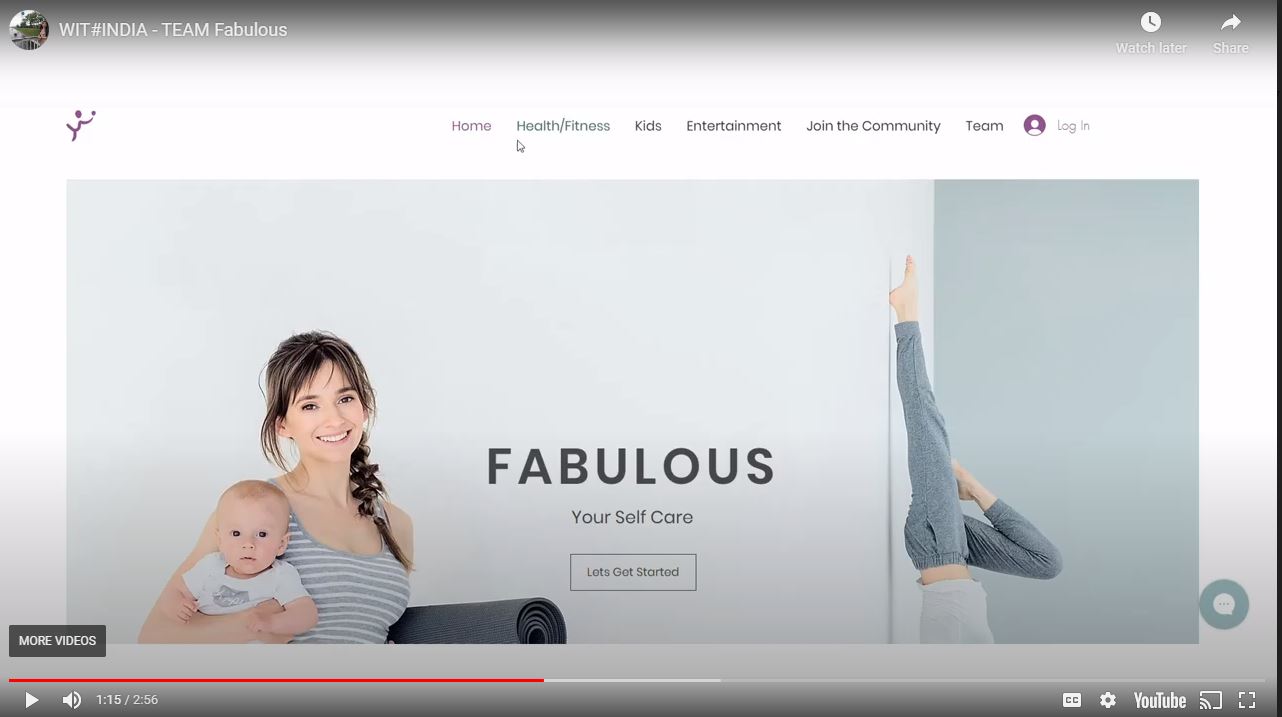 WIT#INDIA - TEAM Fabulous
Watch later
Share
Home Health/Fitness Kids Entertainment Join the Community Team Log In
FABULOUS
Your Self Care
Lets Get Started
MORE VIDEOS
1:15 / 2:56
CC
YouTube